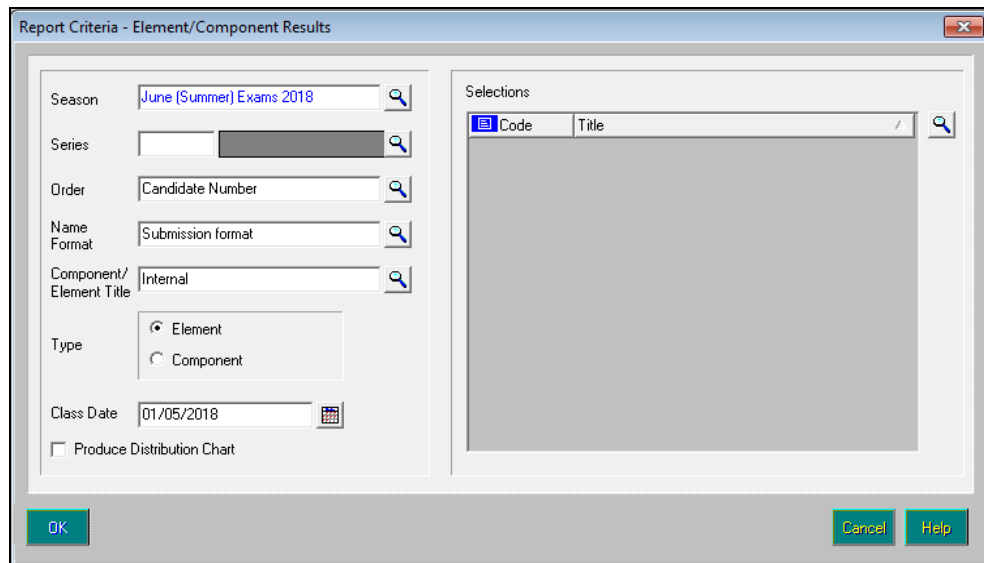 Report Criteria - Element/Component Results
Season
June (Summer) Exams 2018
Series
Order
Candidate Number
Name
Format
Submission format
Component/
Element Title
Internal
Type
Element
Component
Class Date
01/05/2018
Produce Distribution Chart
Selections
Code
Title
OK
Cancel
Help